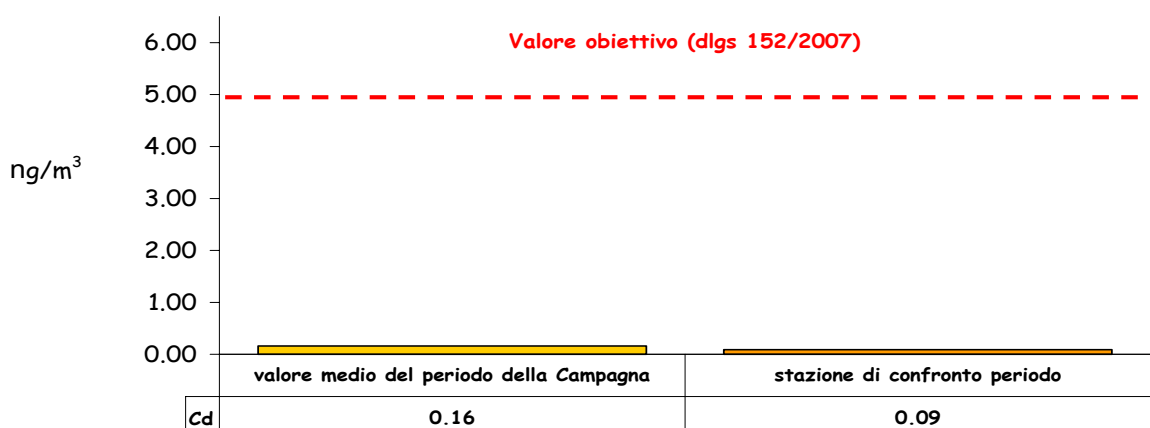 6.00
Valore obiettivo (dlgs 152/2007)
5.00
4.00
ng/m³
3.00
2.00
1.00
0.00
valore medio del periodo della Campagna
stazione di confronto periodo
Cd 0.16 0.09